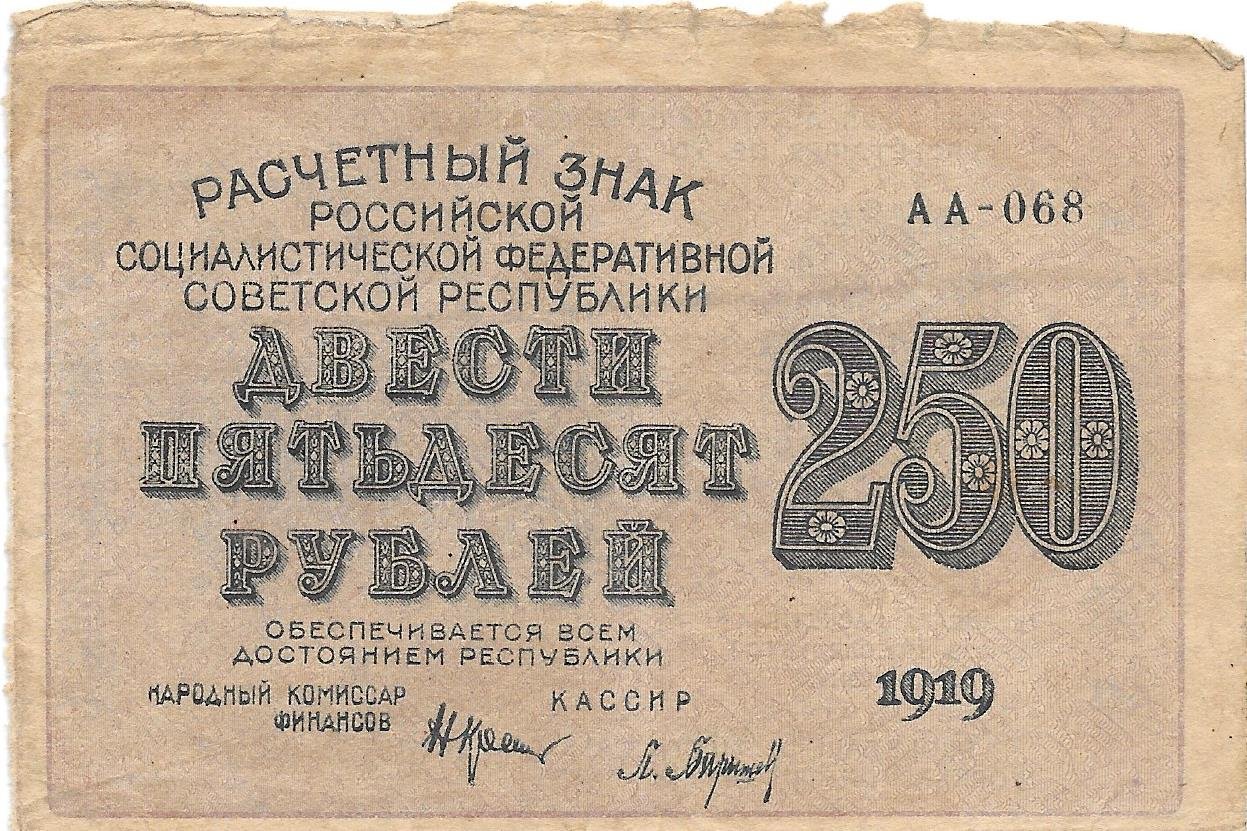 РАСЧЕТНЫЙ ЗНАК
РОССИЙСКОЙ
СОЦИАЛИСТИЧЕСКОЙ ФЕДЕРАТИВНОЙ
СОВЕТСКОЙ РЕСПУБЛИКИ
АА-068
ДВЕСТИ
ПЯТЬДЕСЯТ
РУБЛЕЙ
250
ОБЕСПЕЧИВАЕТСЯ ВСЕМ
ДОСТОЯНИЕМ РЕСПУБЛИКИ
НАРОДНЫЙ КОМИССАР
ФИНАНСОВ
КАССИР
1919